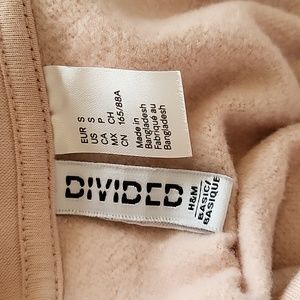 EUR S
US S
CA P
MX CH
CN 165/88A
Made in
Bangladesh
Fabriqué au
Bangladesh
DIVIDED
H&M
BASIC/
BASIQUE